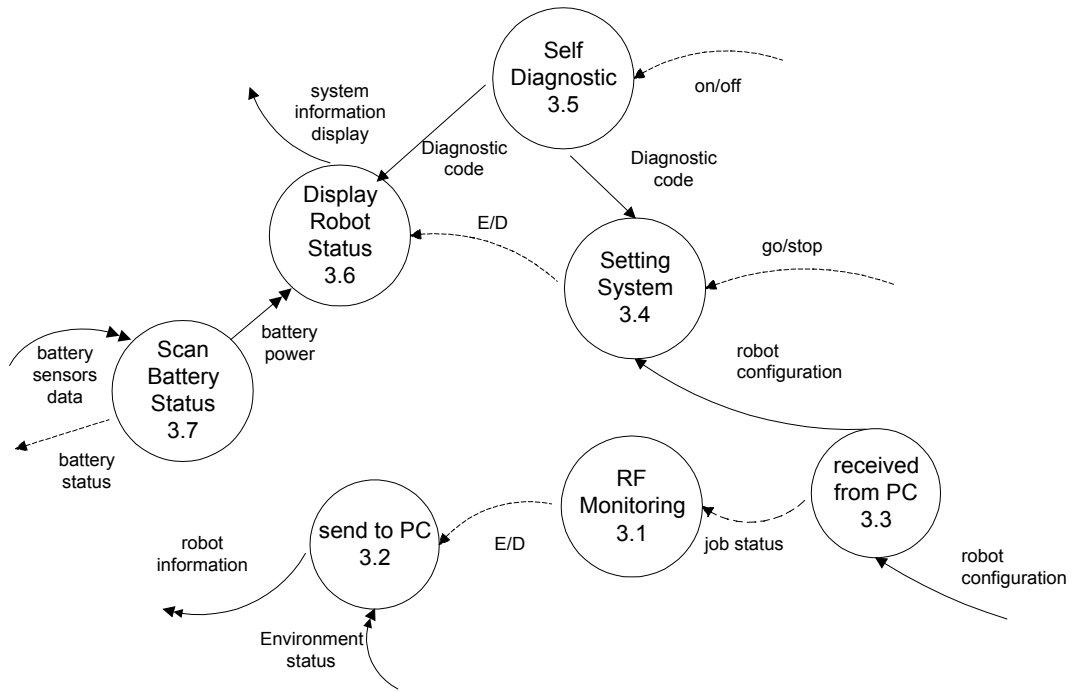 Self
Diagnostic
3.5
on/off
system
information
display
Diagnostic
code
Diagnostic
code
Display
Robot
Status
3.6
E/D
Setting
System
3.4
go/stop
battery
power
battery
sensors
data
Scan
Battery
Status
3.7
battery
status
robot
configuration
received
from PC
3.3
RF
Monitoring
3.1
job status
send to PC
3.2
E/D
robot
information
robot
configuration
Environment
status